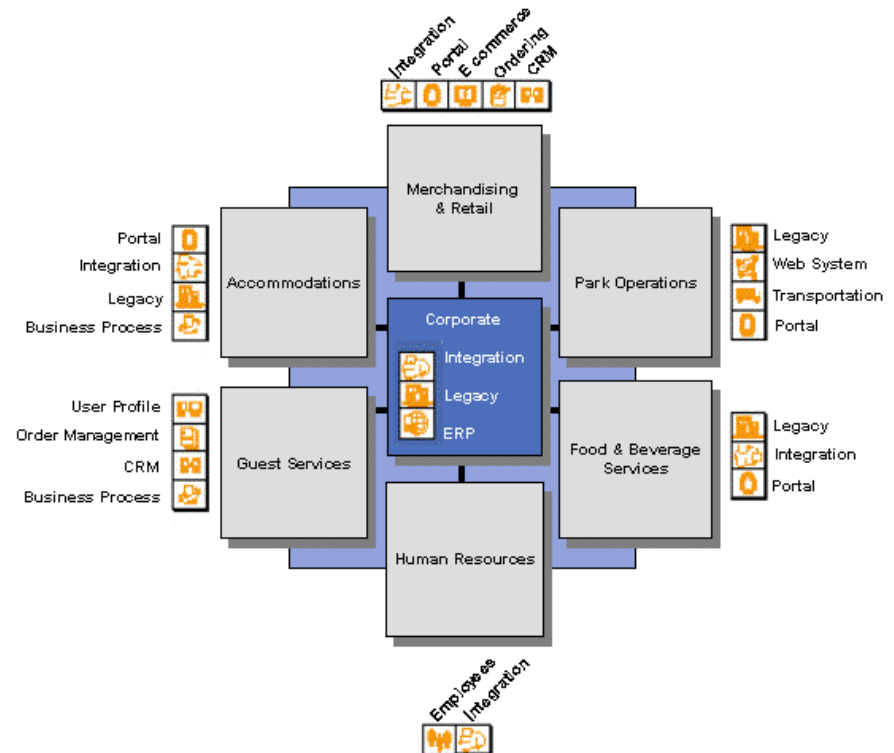 Integration
Portal
E commerce
Ordering
CRM
Merchandising
& Retail
Portal
Integration
Legacy
Business Process
Accommodations
Park Operations
Legacy
Web System
Transportation
Portal
Corporate
Integration
Legacy
ERP
User Profile
Order Management
CRM
Business Process
Guest Services
Food & Beverage
Services
Legacy
Integration
Portal
Human Resources
Employees
Integration